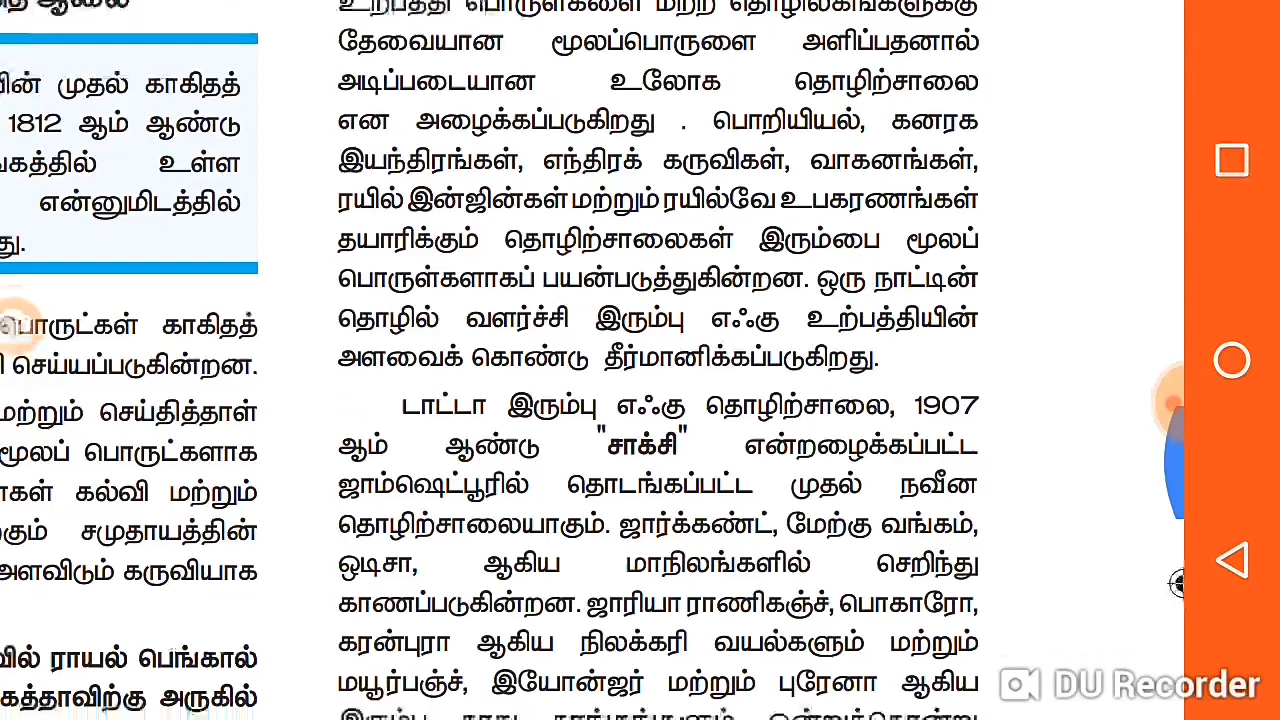 யின் முதல் காகிதத்
1812 ஆம் ஆண்டு
உள்ள
என்னுமிடத்தில்
பொருட்கள் காகிதத்
செய்யப்படுகின்றன.
மற்றும் செய்தித்தாள்
மூலப் பொருட்களாக
கல்வி மற்றும்
சமுதாயத்தின்
அளவிடும் கருவியாக
ராயல் பெங்கால்
அருகில்
உற்பத்தி பொருள்களை மற்ற தொழிலகங்களுக்கு
தேவையான மூலப்பொருளை அளிப்பதனால்
அடிப்படையான உலோக தொழிற்சாலை
என அழைக்கப்படுகிறது . பொறியியல், கனரக
இயந்திரங்கள், எந்திரக் கருவிகள், வாகனங்கள்,
ரயில் இன்ஜின்கள் மற்றும் ரயில்வே உபகரணங்கள்
தயாரிக்கும் தொழிற்சாலைகள் இரும்பை மூலப்
பொருள்களாகப் பயன்படுத்துகின்றன. ஒரு நாட்டின்
தொழில் வளர்ச்சி இரும்பு எஃகு உற்பத்தியின்
அளவைக் கொண்டு தீர்மானிக்கப்படுகிறது.
டாட்டா இரும்பு எஃகு தொழிற்சாலை, 1907
ஆம் ஆண்டு "சாக்சி" என்றழைக்கப்பட்ட
ஜாம்ஷெட்பூரில் தொடங்கப்பட்ட முதல் நவீன
தொழிற்சாலையாகும். ஜார்க்கண்ட், மேற்கு வங்கம்,
ஒடிசா, ஆகிய மாநிலங்களில் செறிந்து
காணப்படுகின்றன. ஜாரியா ராணிகஞ்ச், பொகாரோ,
கரன்புரா ஆகிய நிலக்கரி வயல்களும் மற்றும்
மயூர்பஞ்ச், இயோன்ஜர் மற்றும் புரேனா ஆகிய
DU Recorder